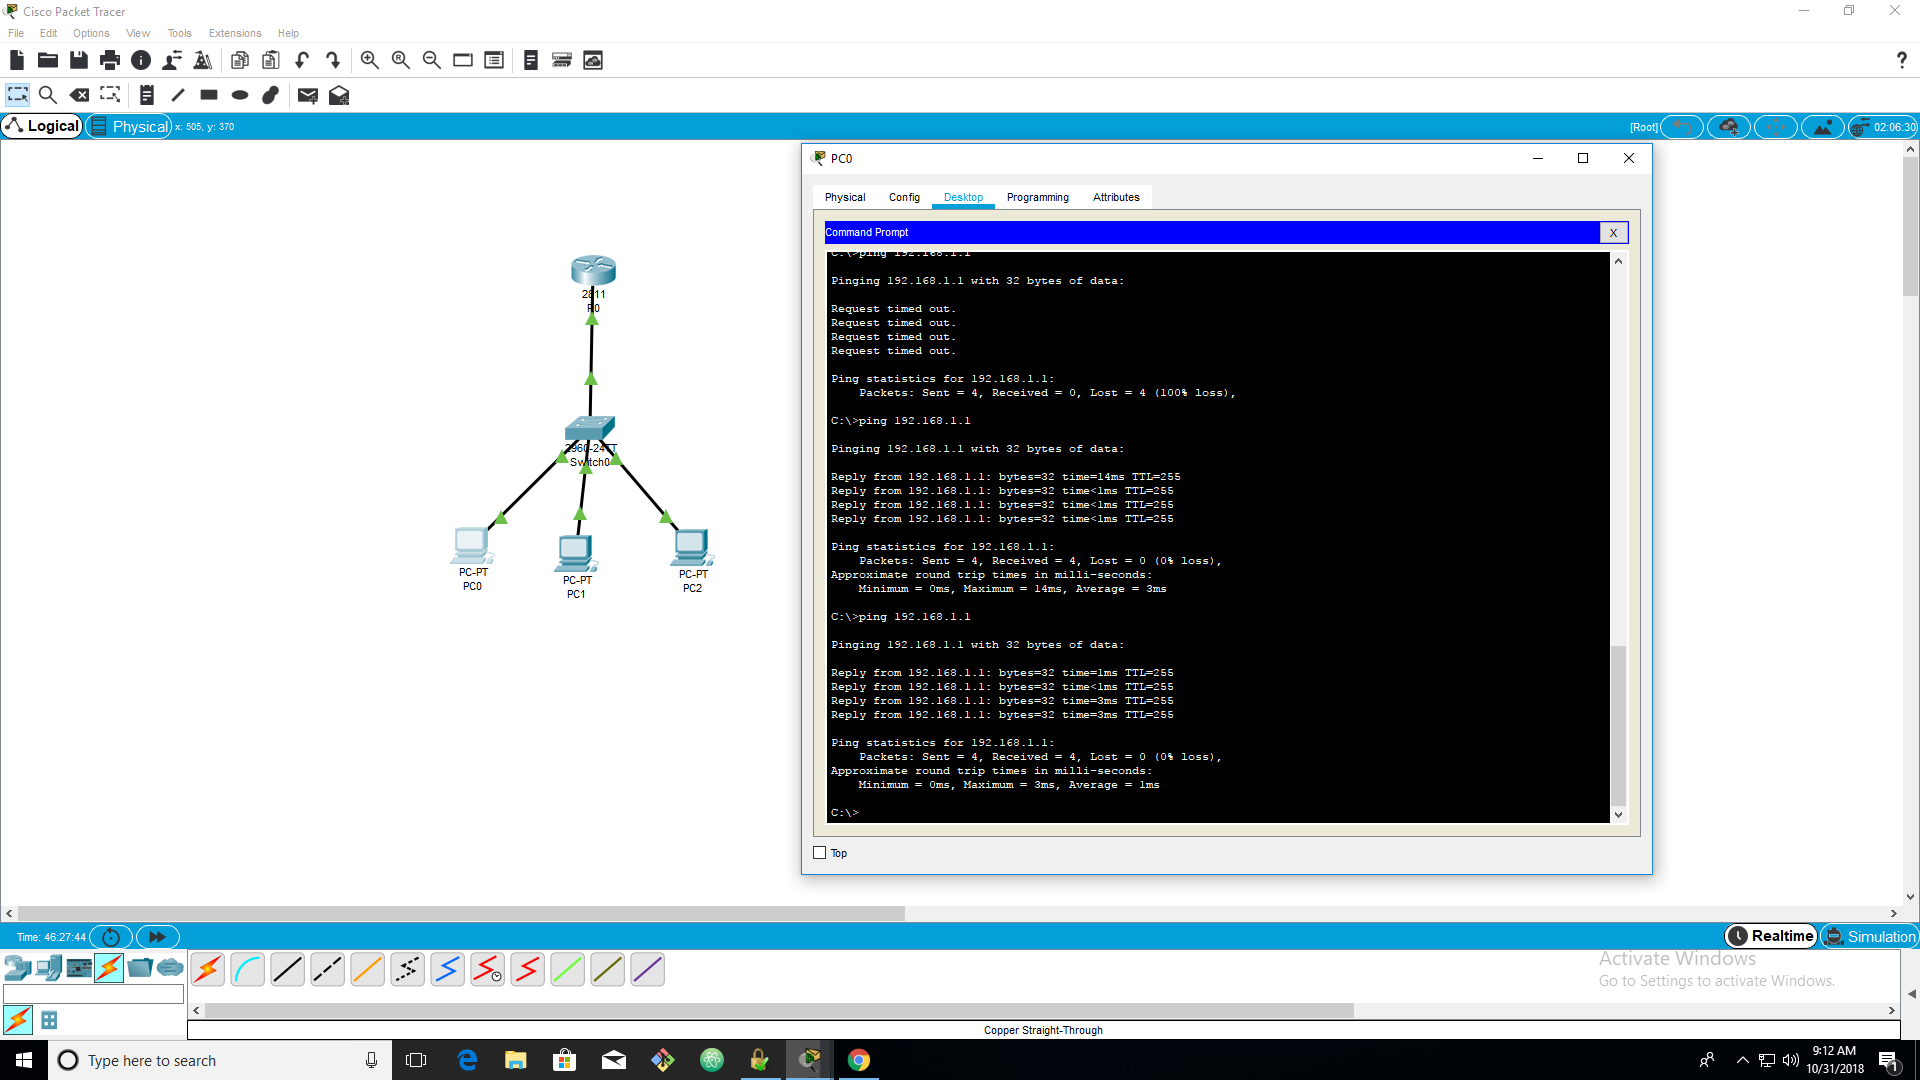 Cisco Packet Tracer
File Edit Options View Tools Extensions Help
Logical Physical x: 505, y: 370 [Root] 02:06:30
2811
R0
2960-24TT
Switch0
PC-PT
PC0
PC-PT
PC1
PC-PT
PC2
PC0
Physical Config Desktop Programming Attributes
Command Prompt X
C:\>ping 192.168.1.1
Pinging 192.168.1.1 with 32 bytes of data:
Request timed out.
Request timed out.
Request timed out.
Request timed out.
Ping statistics for 192.168.1.1:
Packets: Sent = 4, Received = 0, Lost = 4 (100% loss),
C:\>ping 192.168.1.1
Pinging 192.168.1.1 with 32 bytes of data:
Reply from 192.168.1.1: bytes=32 time=14ms TTL=255
Reply from 192.168.1.1: bytes=32 time<1ms TTL=255
Reply from 192.168.1.1: bytes=32 time<1ms TTL=255
Reply from 192.168.1.1: bytes=32 time<1ms TTL=255
Ping statistics for 192.168.1.1:
Packets: Sent = 4, Received = 4, Lost = 0 (0% loss),
Approximate round trip times in milli-seconds:
Minimum = 0ms, Maximum = 14ms, Average = 3ms
C:\>ping 192.168.1.1
Pinging 192.168.1.1 with 32 bytes of data:
Reply from 192.168.1.1: bytes=32 time=1ms TTL=255
Reply from 192.168.1.1: bytes=32 time<1ms TTL=255
Reply from 192.168.1.1: bytes=32 time=3ms TTL=255
Reply from 192.168.1.1: bytes=32 time=3ms TTL=255
Ping statistics for 192.168.1.1:
Packets: Sent = 4, Received = 4, Lost = 0 (0% loss),
Approximate round trip times in milli-seconds:
Minimum = 0ms, Maximum = 3ms, Average = 1ms
C:\>
Top
Time: 46:27:44 Realtime Simulation
Activate Windows
Go to Settings to activate Windows.
Copper Straight-Through
Type here to search
9:12 AM
10/31/2018
1